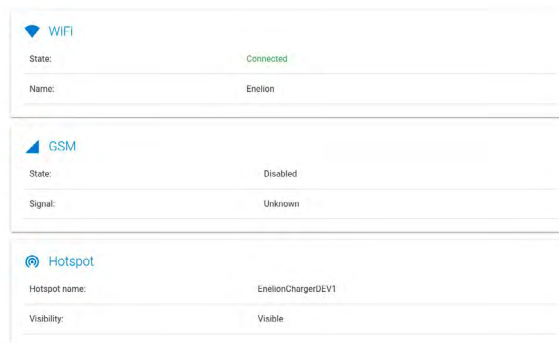 WiFi
State: Connected
Name: Enelion
GSM
State: Disabled
Signal: Unknown
Hotspot
Hotspot name: EnelionChargerDEV1
Visibility: Visible